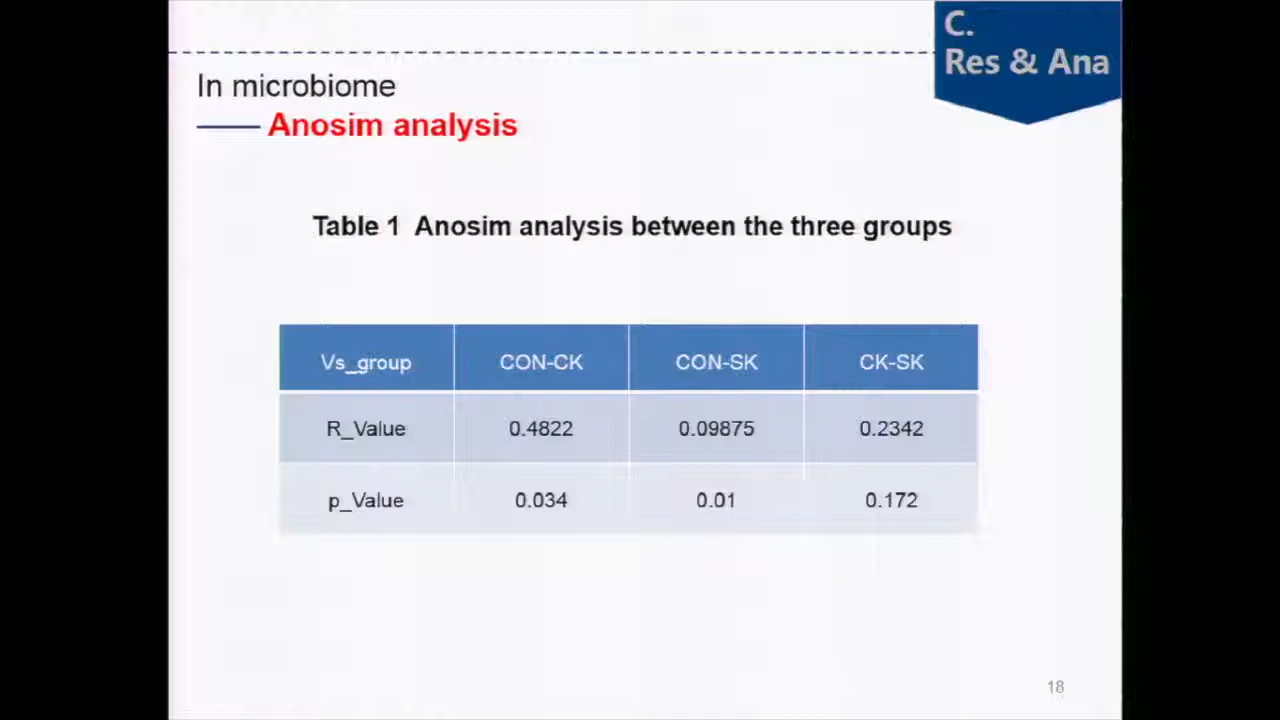 C.
Res & Ana
In microbiome
Anosim analysis
Table 1 Anosim analysis between the three groups
Vs_group CON-CK CON-SK CK-SK
R_Value 0.4822 0.09875 0.2342
p_Value 0.034 0.01 0.172
18